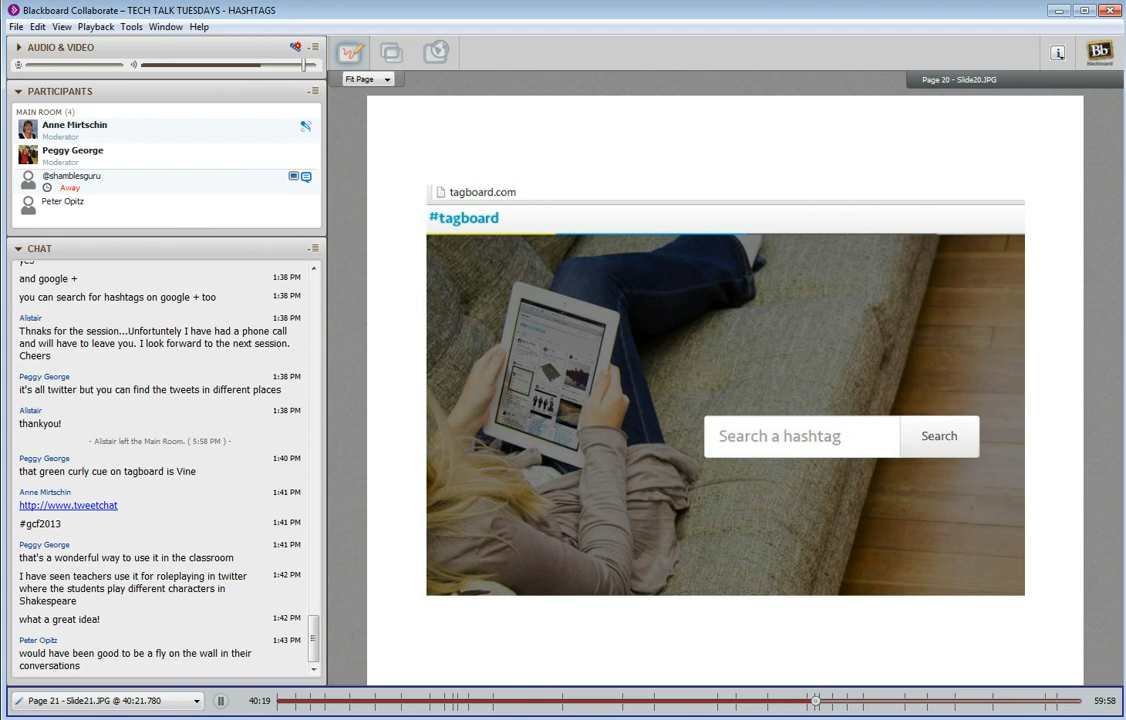 Blackboard Collaborate – TECH TALK TUESDAYS - HASHTAGS
File Edit View Playback Tools Window Help
AUDIO & VIDEO
PARTICIPANTS
MAIN ROOM (4)
Anne Mirtschin
Moderator
Peggy George
Moderator
@shamblesguru
Away
Peter Opitz
CHAT
yes
and google + 1:38 PM
you can search for hashtags on google + too 1:38 PM
Alistair 1:38 PM
Thnaks for the session...Unfortuntely I have had a phone call
and will have to leave you. I look forward to the next session.
Cheers
Peggy George 1:38 PM
it's all twitter but you can find the tweets in different places
Alistair 1:38 PM
thankyou!
- Alistair left the Main Room. ( 5:58 PM ) -
Peggy George 1:40 PM
that green curly cue on tagboard is Vine
Anne Mirtschin 1:41 PM
http://www.tweetchat
#gcf2013 1:41 PM
Peggy George 1:41 PM
that's a wonderful way to use it in the classroom
I have seen teachers use it for roleplaying in twitter 1:42 PM
where the students play different characters in
Shakespeare
what a great idea! 1:42 PM
Peter Opitz 1:43 PM
would have been good to be a fly on the wall in their
conversations
Fit Page
Page 20 - Slide20.JPG
Bb
Blackboard
tagboard.com
#tagboard
Search a hashtag Search
Page 21 - Slide21.JPG @ 40:21.780 40:19 59:58